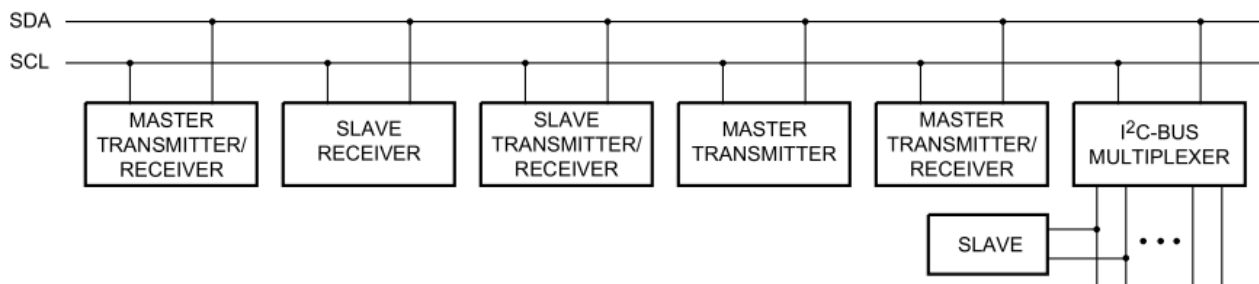 SDA
SCL
MASTER
TRANSMITTER/
RECEIVER
SLAVE
RECEIVER
SLAVE
TRANSMITTER/
RECEIVER
MASTER
TRANSMITTER
MASTER
TRANSMITTER/
RECEIVER
I²C-BUS
MULTIPLEXER
SLAVE